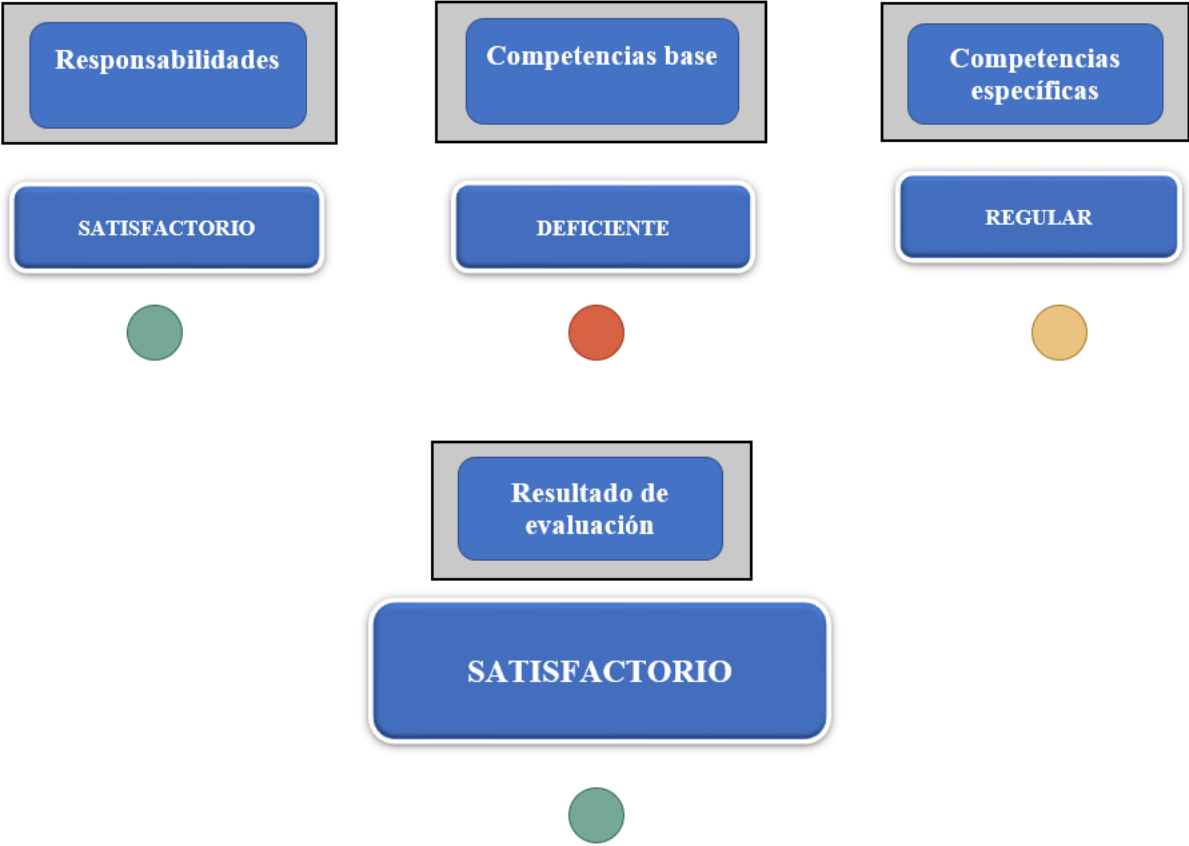 Responsabilidades
Competencias base
Competencias
específicas
SATISFACTORIO
DEFICIENTE
REGULAR
Resultado de
evaluación
SATISFACTORIO